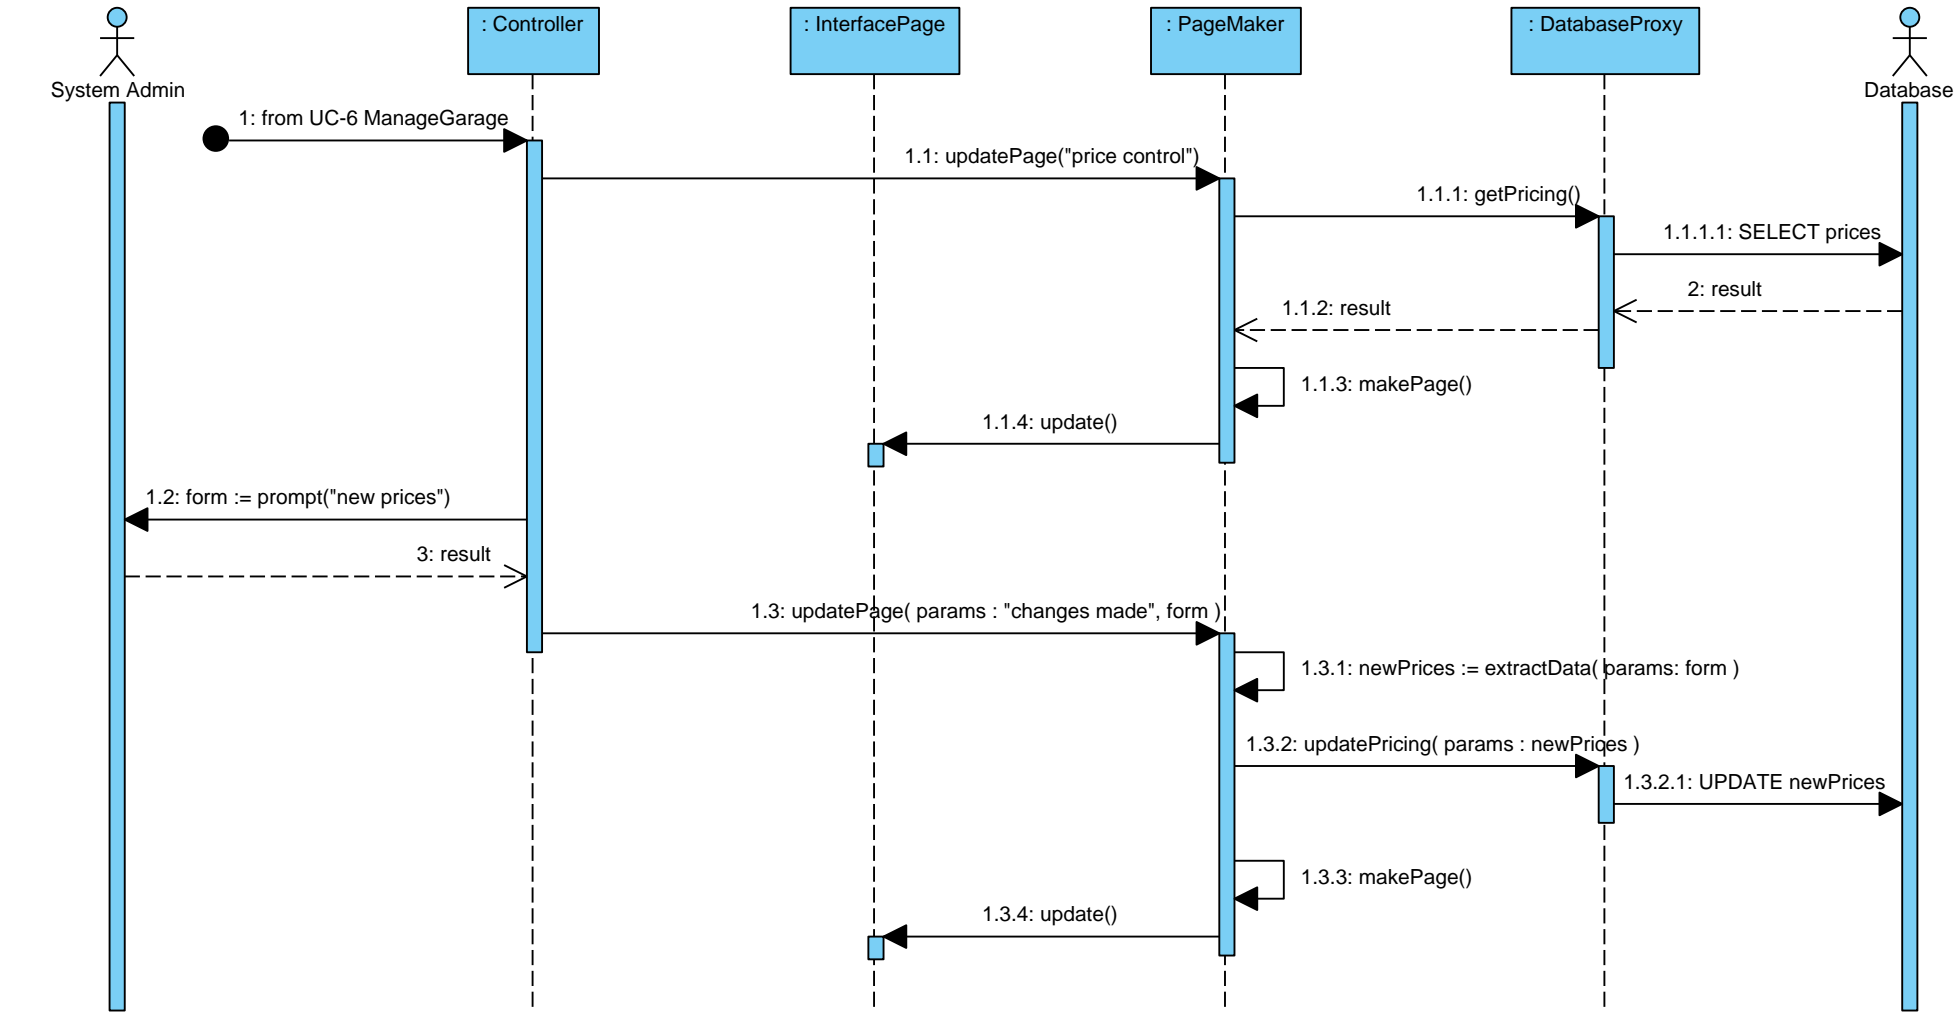 : Controller
: InterfacePage
: PageMaker
: DatabaseProxy
System Admin
Database
1: from UC-6 ManageGarage
1.1: updatePage("price control")
1.1.1: getPricing()
1.1.1.1: SELECT prices
2: result
1.1.2: result
1.1.3: makePage()
1.1.4: update()
1.2: form := prompt("new prices")
3: result
1.3: updatePage( params : "changes made", form )
1.3.1: newPrices := extractData( params: form )
1.3.2: updatePricing( params : newPrices )
1.3.2.1: UPDATE newPrices
1.3.3: makePage()
1.3.4: update()